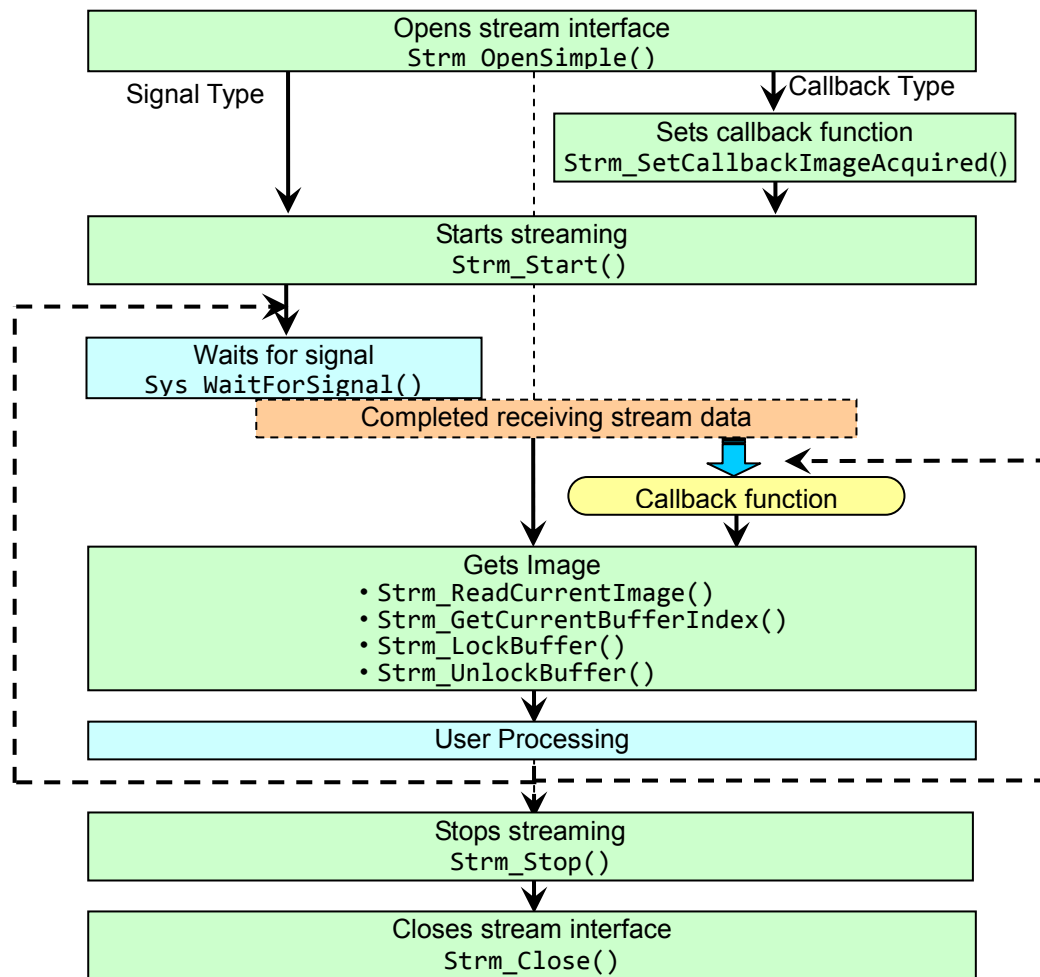 Opens stream interface
Strm_OpenSimple()
Signal Type
Callback Type
Sets callback function
Strm_SetCallbackImageAcquired()
Starts streaming
Strm_Start()
Waits for signal
Sys_WaitForSignal()
Completed receiving stream data
Callback function
Gets Image
• Strm_ReadCurrentImage()
• Strm_GetCurrentBufferIndex()
• Strm_LockBuffer()
• Strm_UnlockBuffer()
User Processing
Stops streaming
Strm_Stop()
Closes stream interface
Strm_Close()